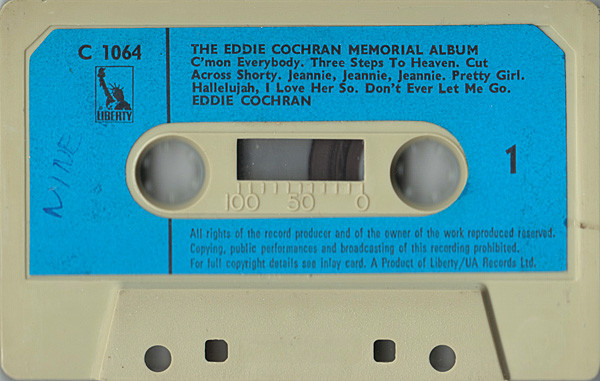 C 1064
LIBERTY
NINE
THE EDDIE COCHRAN MEMORIAL ALBUM
C'mon Everybody. Three Steps To Heaven. Cut
Across Shorty. Jeannie, Jeannie, Jeannie. Pretty Girl.
Hallelujah, I Love Her So. Don't Ever Let Me Go.
EDDIE COCHRAN
1
100 50 0
All rights of the record producer and of the owner of the work reproduced reserved.
Copying, public performances and broadcasting of this recording prohibited.
For full copyright details see inlay card. A Product of Liberty/UA Records Ltd.